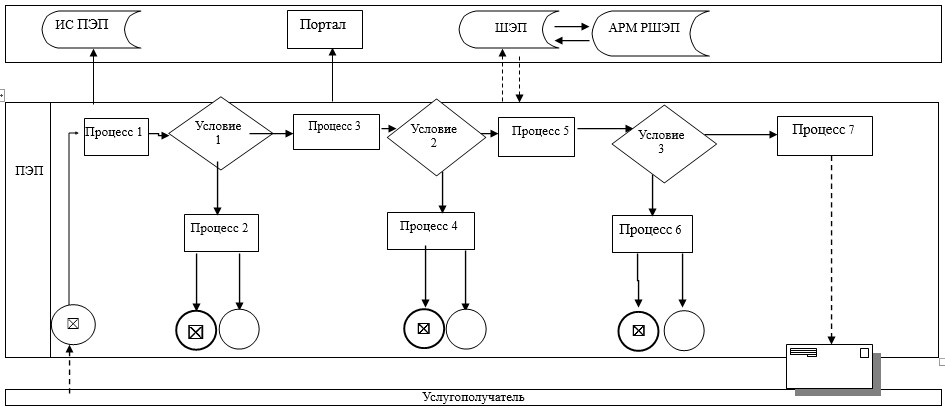 ИС ПЭП
Портал
ШЭП
АРМ РШЭП
ПЭП
Процесс 1
Условие
1
Процесс 3
Условие
2
Процесс 5
Условие
3
Процесс 7
Процесс 2
Процесс 4
Процесс 6
Услугополучатель